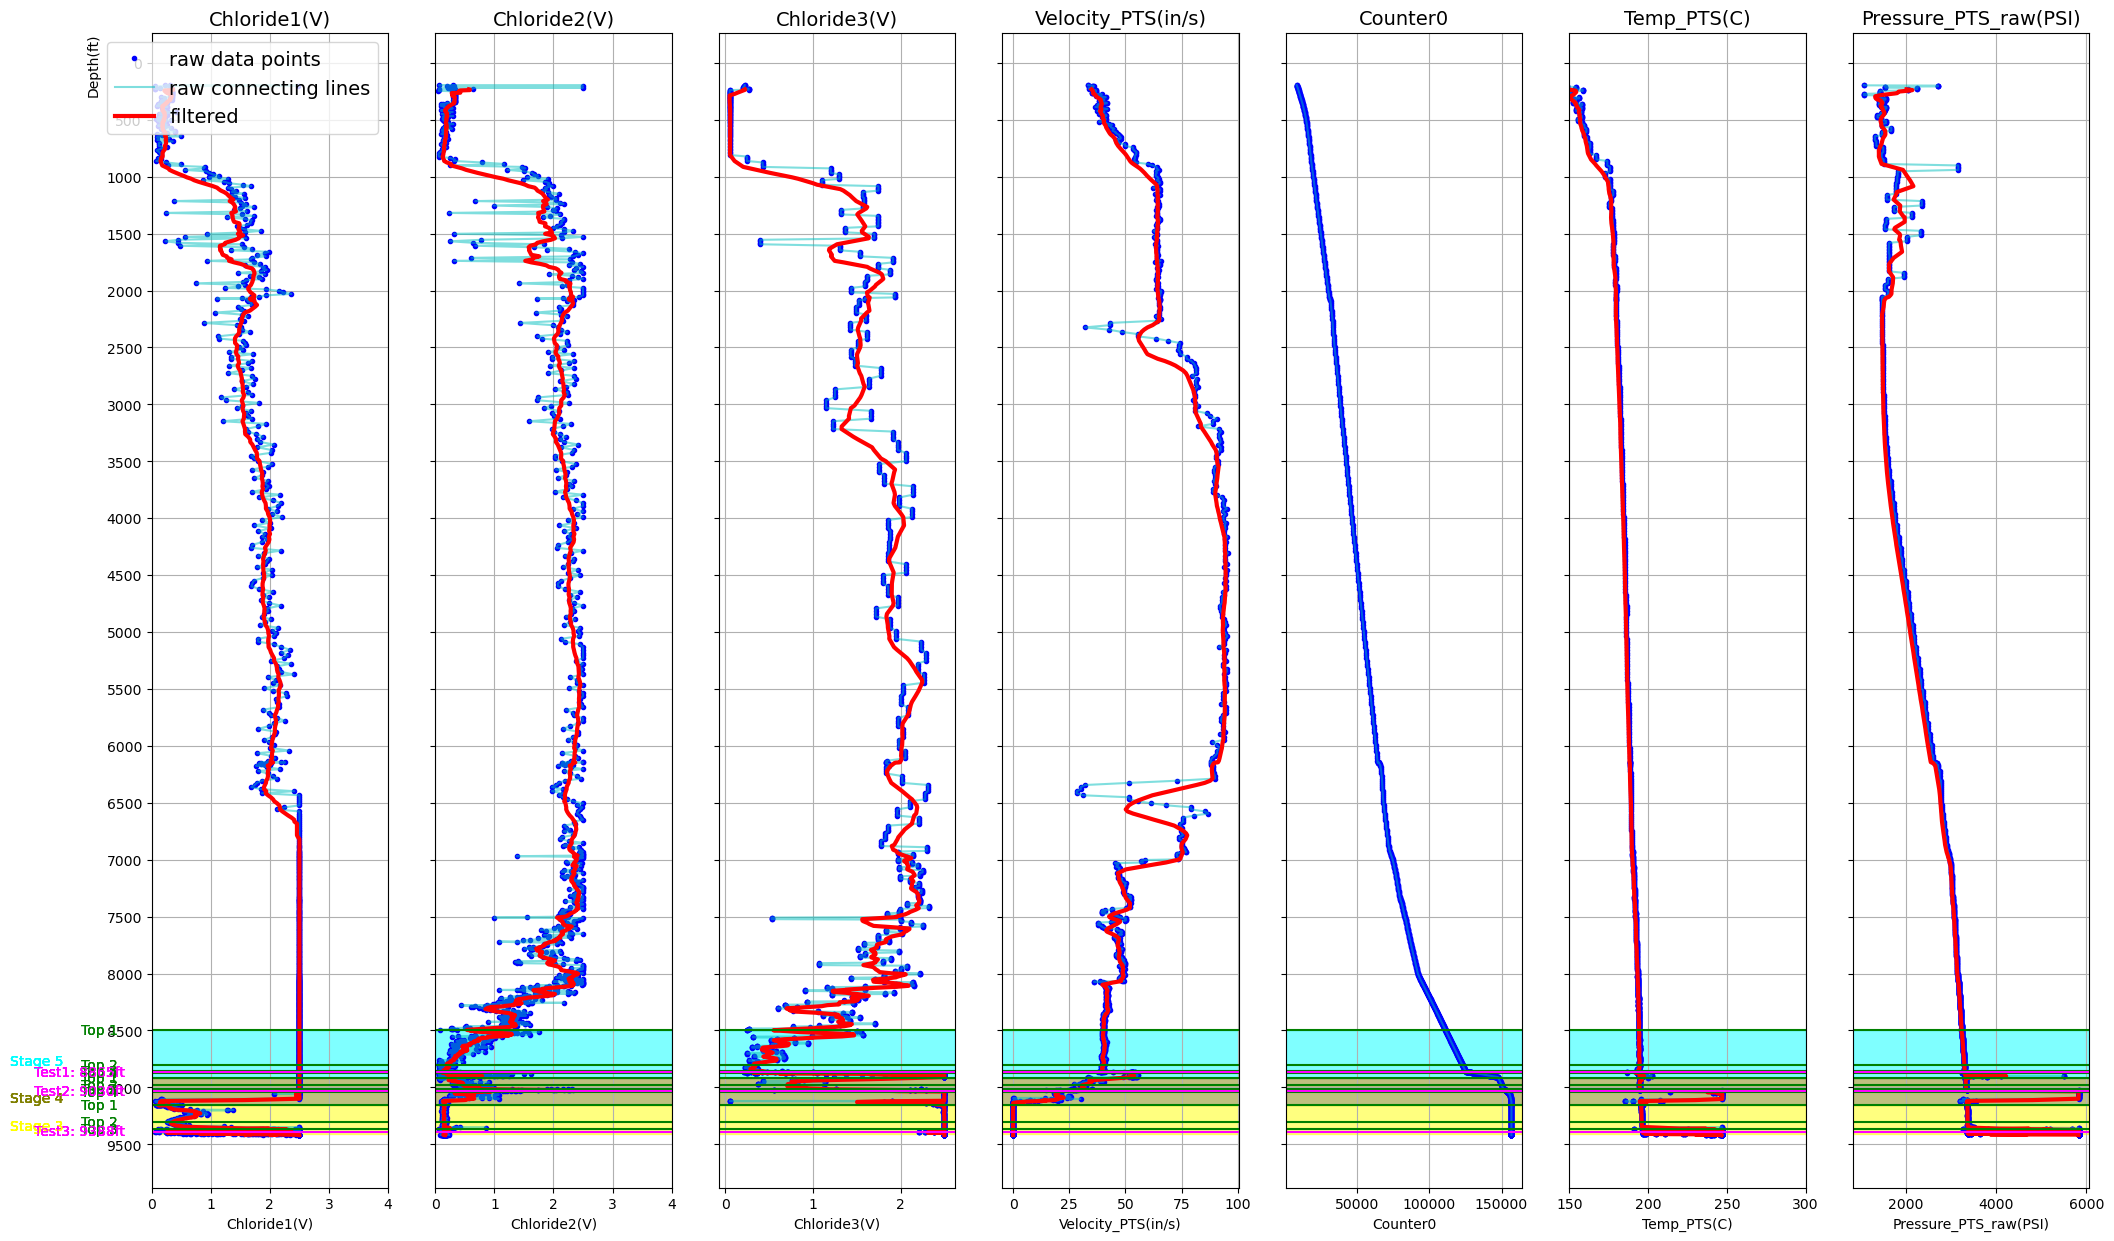 Chloride1(V) Chloride2(V) Chloride3(V) Velocity_PTS(in/s) Counter0 Temp_PTS(C) Pressure_PTS_raw(PSI)
Depth(ft)
raw data points
raw connecting lines
filtered
0
500
1000
1500
2000
2500
3000
3500
4000
4500
5000
5500
6000
6500
7000
7500
8000
8500
9000
9500
Top
Stage 5
Top 2
Test1:
Test2:
Stage 4
Top 1
Top 2
Stage
Test3:
0 1 2 3 4 0 1 2 3 4 0 1 2 0 25 50 75 100 50000 100000 150000 150 200 250 300 2000 4000 6000
Chloride1(V) Chloride2(V) Chloride3(V) Velocity_PTS(in/s) Counter0 Temp_PTS(C) Pressure_PTS_raw(PSI)